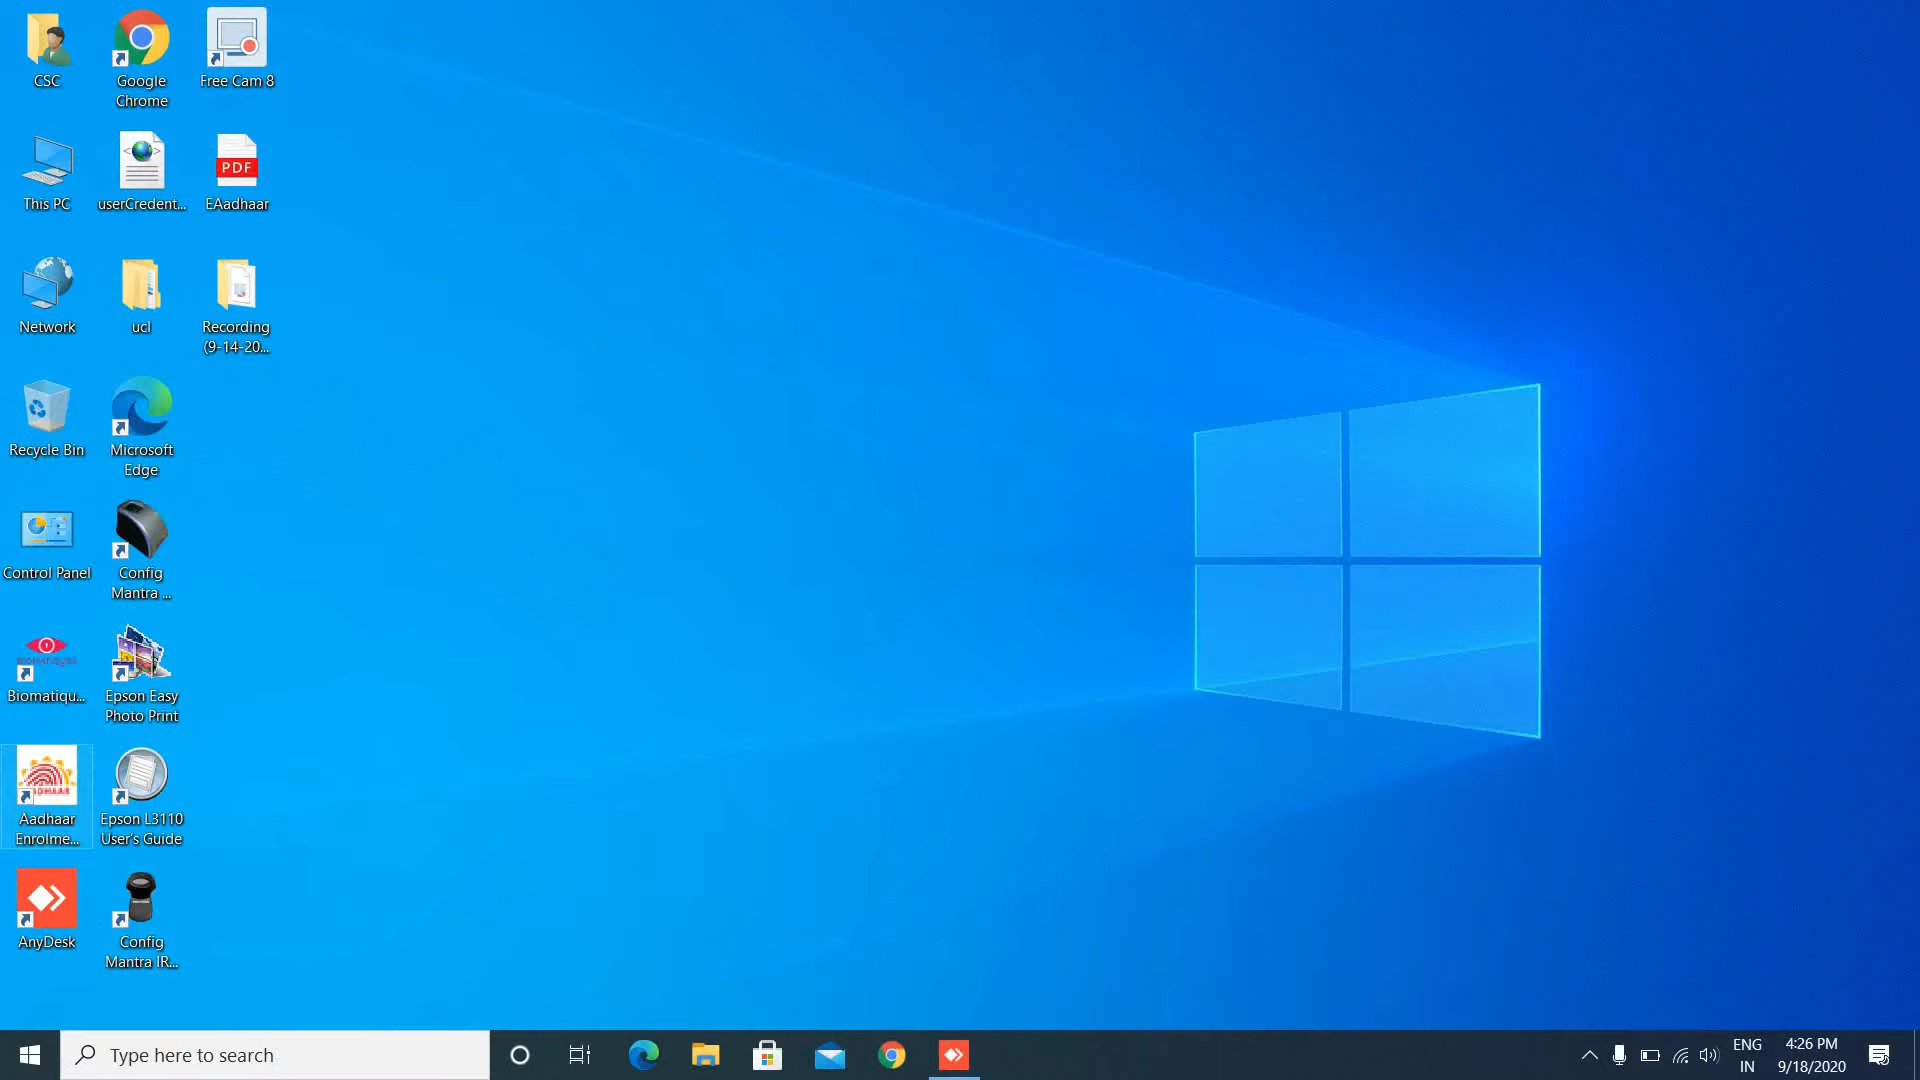 CSC
Google
Chrome
Free Cam 8
This PC
userCredent...
PDF
EAadhaar
Network
ucl
Recording
(9-14-20...
Recycle Bin
Microsoft
Edge
Control Panel
Config
Mantra ...
Biomatiqu...
Epson Easy
Photo Print
AADHAAR
Aadhaar
Enrolme...
Epson L3110
User's Guide
AnyDesk
Config
Mantra IR...
Type here to search
ENG
IN
4:26 PM
9/18/2020